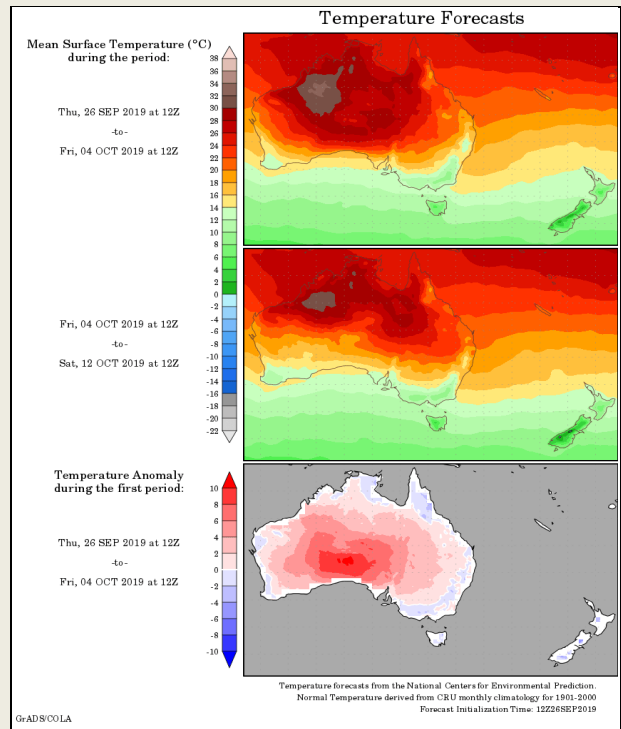 Temperature Forecasts
Mean Surface Temperature (°C)
during the period:
Thu, 26 SEP 2019 at 12Z
-to-
Fri, 04 OCT 2019 at 12Z
38
36
34
32
30
28
26
24
22
20
18
16
14
12
10
8
6
4
2
0
-2
-4
-6
-8
-10
-12
-14
-16
-18
-20
-22
Fri, 04 OCT 2019 at 12Z
-to-
Sat, 12 OCT 2019 at 12Z
Temperature Anomaly
during the first period:
Thu, 26 SEP 2019 at 12Z
-to-
Fri, 04 OCT 2019 at 12Z
10
8
6
4
2
0
-2
-4
-6
-8
-10
Temperature forecasts from the National Centers for Environmental Prediction.
Normal Temperature derived from CRU monthly climatology for 1901-2000
Forecast Initialization Time: 12Z26SEP2019
GrADS/COLA